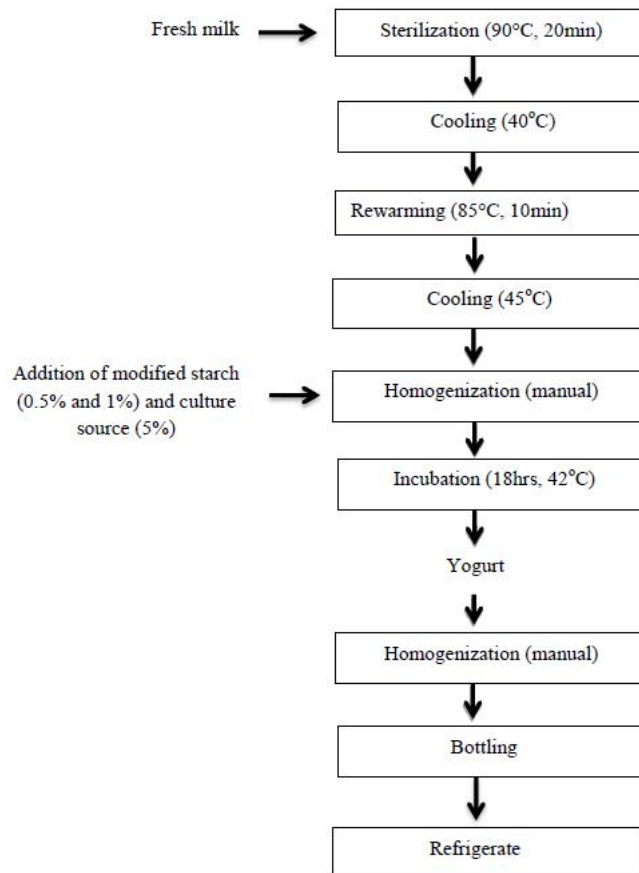 Fresh milk
Sterilization (90°C, 20min)
Cooling (40°C)
Rewarming (85°C, 10min)
Cooling (45°C)
Addition of modified starch
(0.5% and 1%) and culture
source (5%)
Homogenization (manual)
Incubation (18hrs, 42°C)
Yogurt
Homogenization (manual)
Bottling
Refrigerate